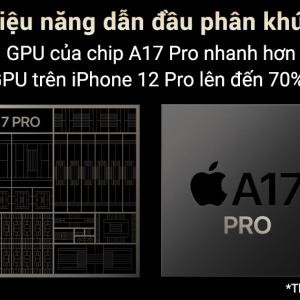 iệu năng dẫn đầu phân khú
GPU của chip A17 Pro nhanh hơn
GPU trên iPhone 12 Pro lên đến 70%
7 PRO
A17
PRO